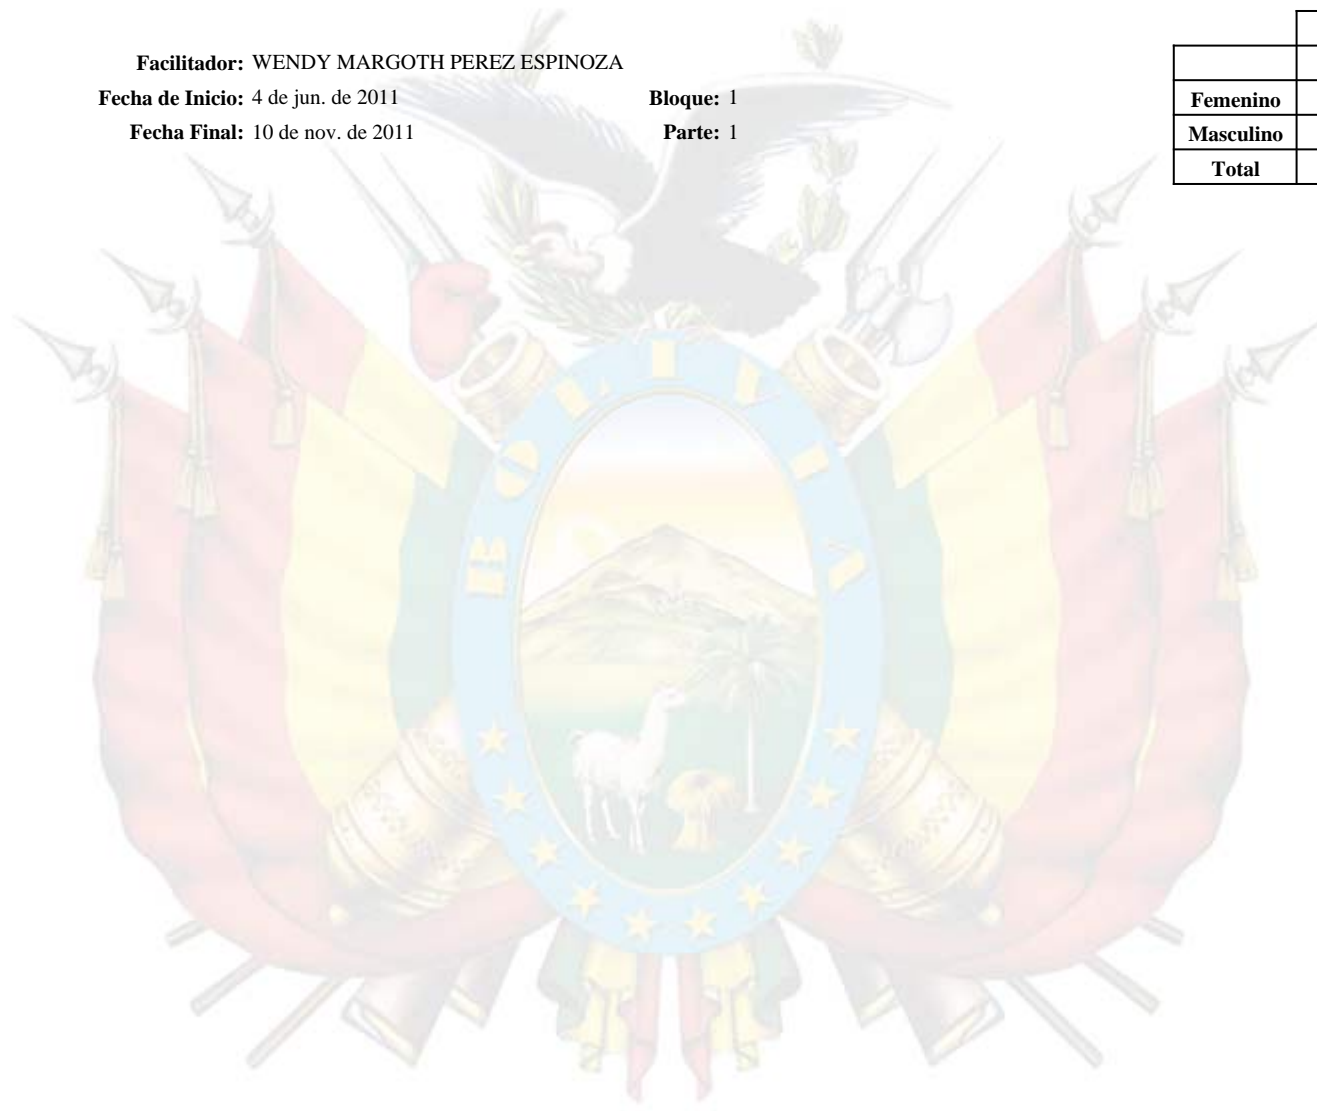 Facilitador: WENDY MARGOTH PEREZ ESPINOZA
Fecha de Inicio: 4 de jun. de 2011 Bloque: 1
Fecha Final: 10 de nov. de 2011 Parte: 1
Femenino
Masculino
Total
BOLIVIA